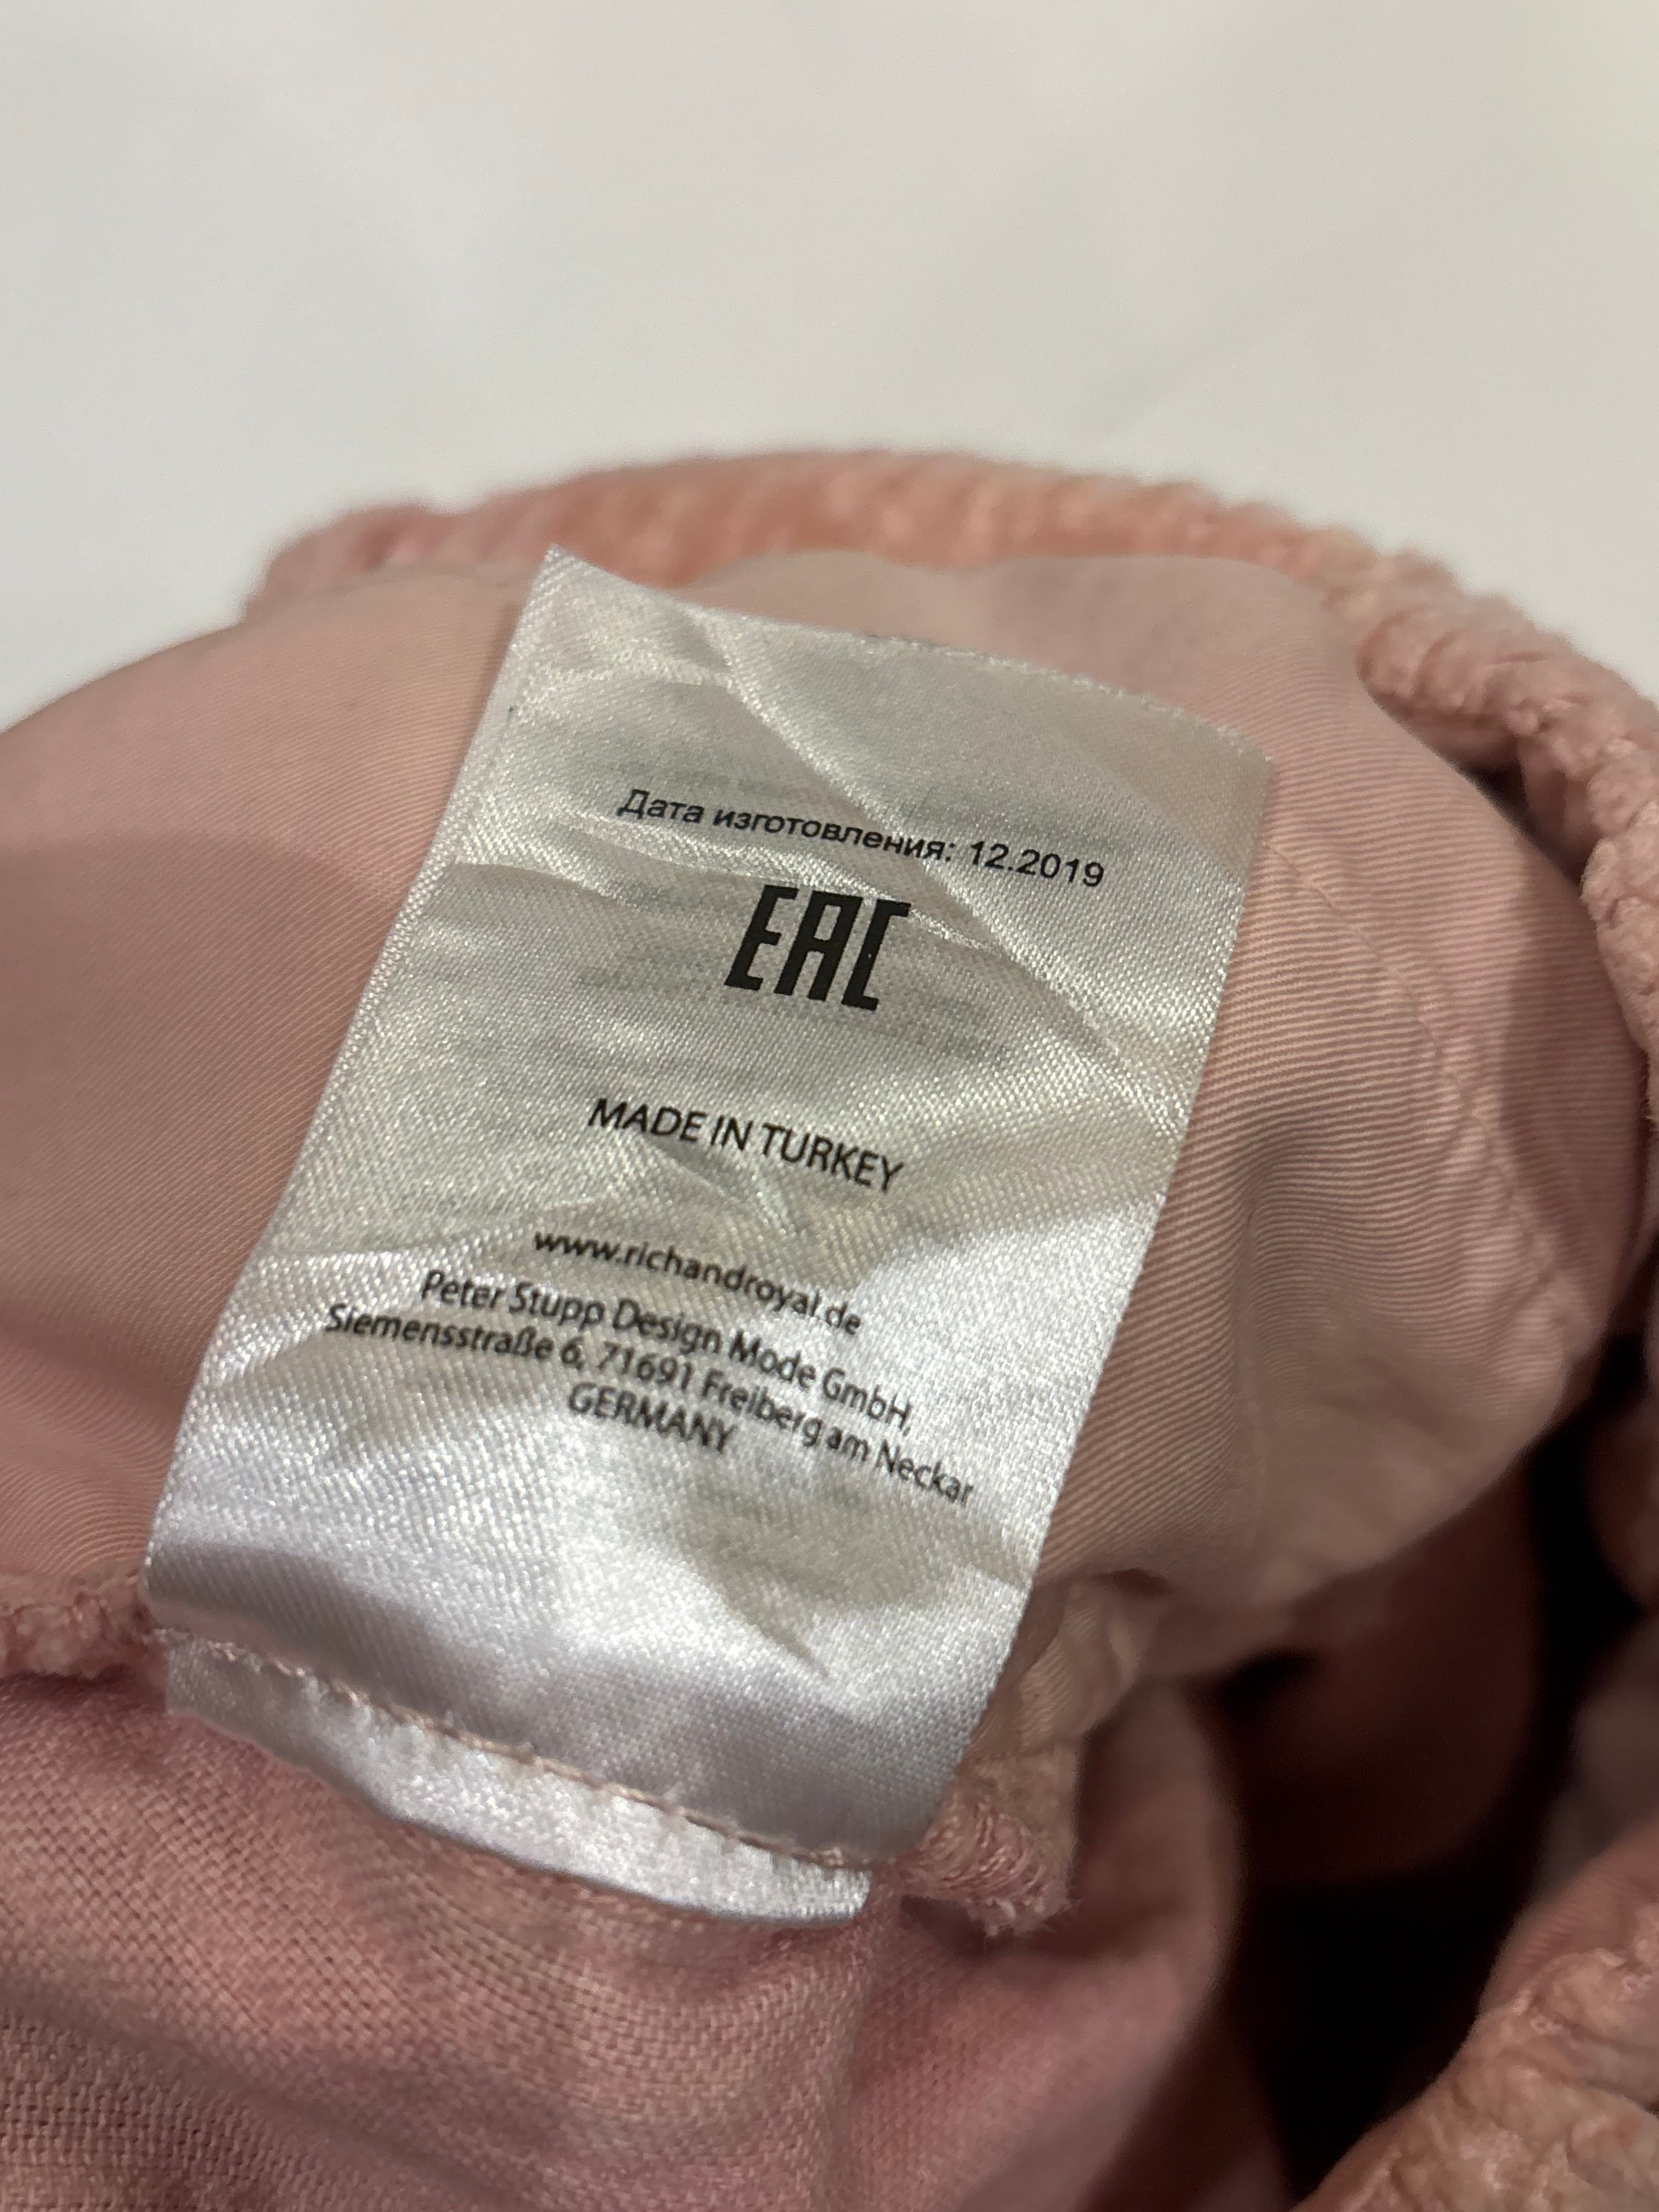 Дата изготовления: 12.2019
EAC
MADE IN TURKEY
www.richandroyal.de
Peter Stupp Design Mode GmbH,
Siemensstraße 6, 71691 Freiberg am Neckar
GERMANY